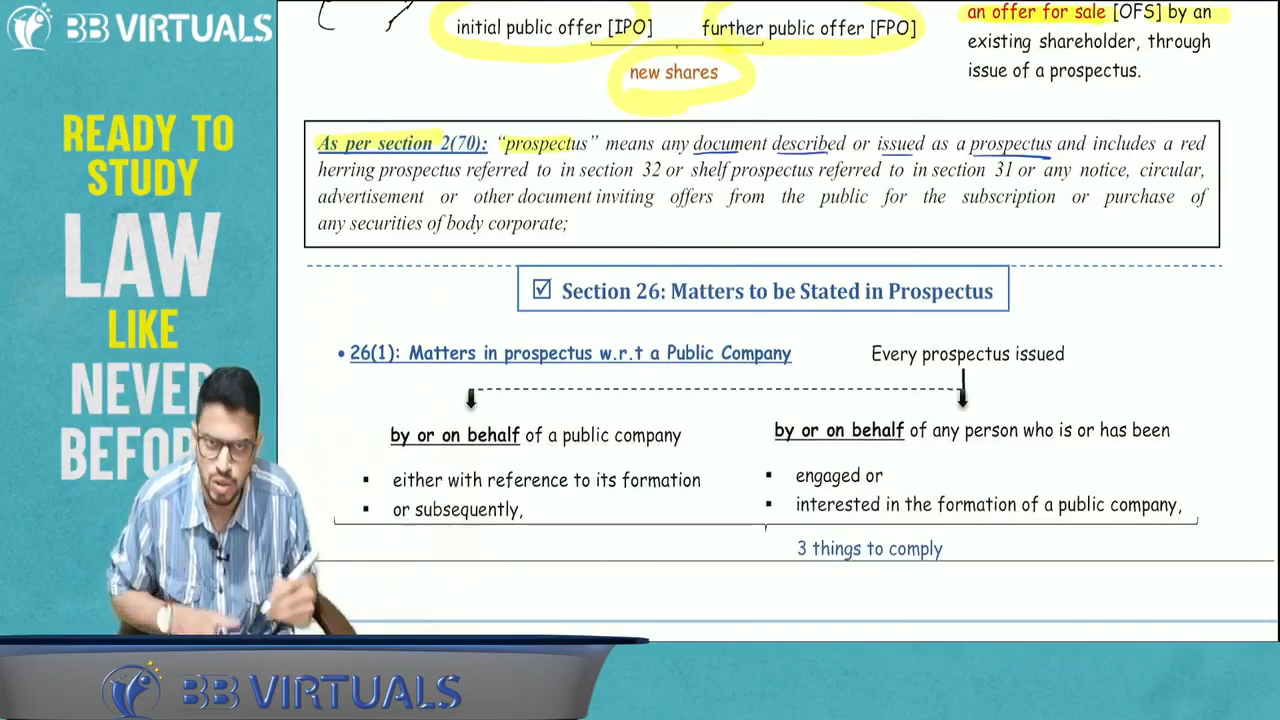 BB VIRTUALS
READY TO
STUDY
LAW
LIKE
NEVER
BEFO
initial public offer [IPO]
further public offer [FPO]
new shares
an offer for sale [OFS] by an
existing shareholder, through
issue of a prospectus.
As per section 2(70): “prospectus” means any document described or issued as a prospectus and includes a red
herring prospectus referred to in section 32 or shelf prospectus referred to in section 31 or any notice, circular,
advertisement or other document inviting offers from the public for the subscription or purchase of
any securities of body corporate;
☑ Section 26: Matters to be Stated in Prospectus
• 26(1): Matters in prospectus w.r.t a Public Company
Every prospectus issued
by or on behalf of a public company
▪ either with reference to its formation
▪ or subsequently,
by or on behalf of any person who is or has been
▪ engaged or
▪ interested in the formation of a public company,
3 things to comply
BB VIRTUALS